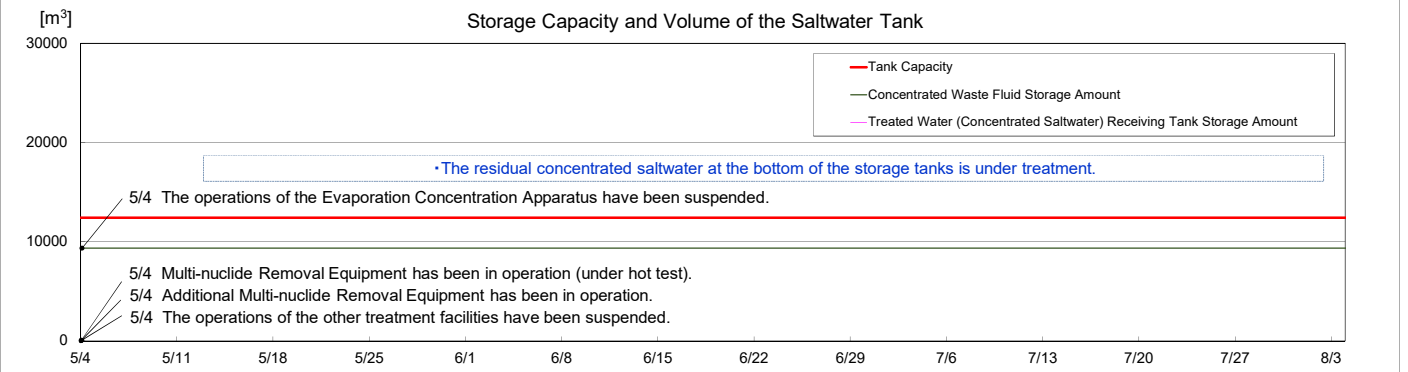 [m³]
Storage Capacity and Volume of the Saltwater Tank
30000
Tank Capacity
Concentrated Waste Fluid Storage Amount
Treated Water (Concentrated Saltwater) Receiving Tank Storage Amount
20000
・The residual concentrated saltwater at the bottom of the storage tanks is under treatment.
5/4 The operations of the Evaporation Concentration Apparatus have been suspended.
10000
5/4 Multi-nuclide Removal Equipment has been in operation (under hot test).
5/4 Additional Multi-nuclide Removal Equipment has been in operation.
5/4 The operations of the other treatment facilities have been suspended.
0
5/4 5/11 5/18 5/25 6/1 6/8 6/15 6/22 6/29 7/6 7/13 7/20 7/27 8/3